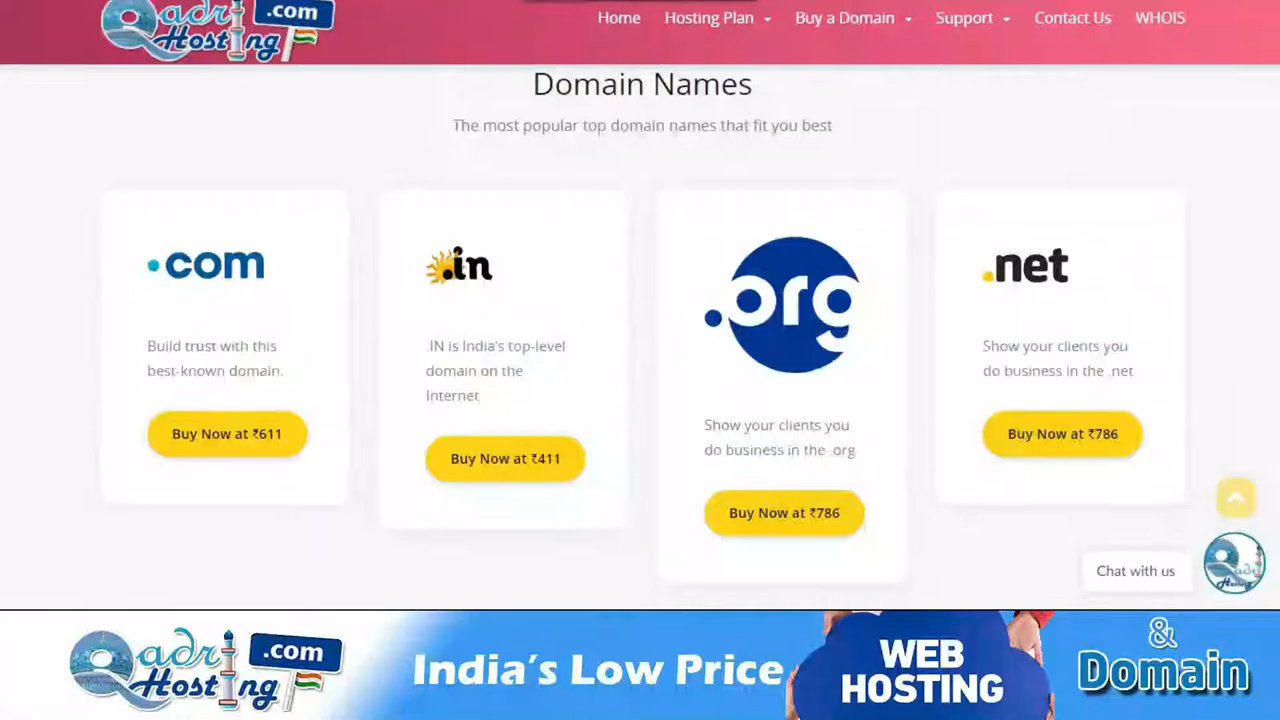 Qadri
.com
Hosting
Home
Hosting Plan
Buy a Domain
Support
Contact Us
WHOIS
Domain Names
The most popular top domain names that fit you best
.com
Build trust with this
best-known domain.
Buy Now at ₹611
.in
.IN is India's top-level
domain on the
Internet
Buy Now at ₹411
.org
Show your clients you
do business in the .org
Buy Now at ₹786
.net
Show your clients you
do business in the .net
Buy Now at ₹786
Chat with us
Qadri
Hosting
Qadri
.com
Hosting
India's Low Price
WEB
HOSTING
&
Domain